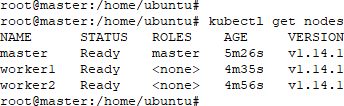 root@master:/home/ubuntu#
root@master:/home/ubuntu# kubectl get nodes
NAME STATUS ROLES AGE VERSION
master Ready master 5m26s v1.14.1
worker1 Ready <none> 4m35s v1.14.1
worker2 Ready <none> 4m56s v1.14.1
root@master:/home/ubuntu#